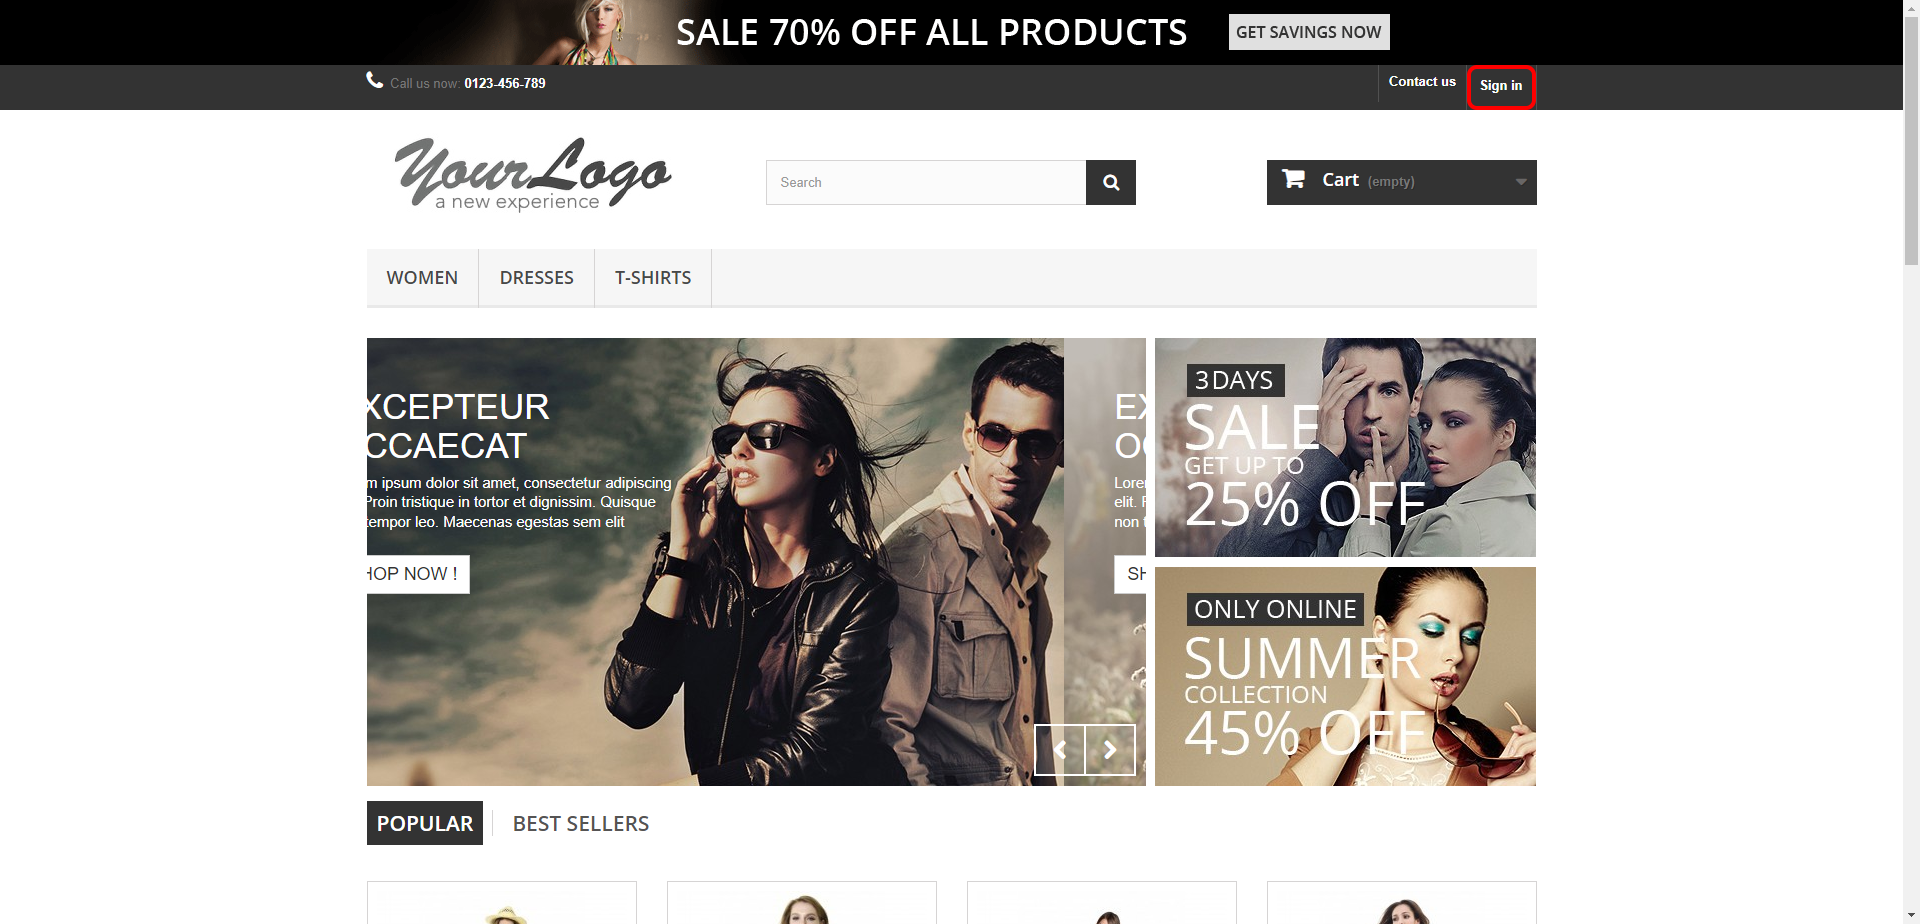 SALE 70% OFF ALL PRODUCTS
GET SAVINGS NOW
Call us now: 0123-456-789
Contact us
Sign in
YourLogo
a new experience
Search
Cart (empty)
WOMEN
DRESSES
T-SHIRTS
XCEPTEUR
CCAECAT
m ipsum dolor sit amet, consectetur adipiscing
Proin tristique in tortor et dignissim. Quisque
tempor leo. Maecenas egestas sem elit
HOP NOW !
EX
OC
Lorer
elit. P
non t
SH
3 DAYS
SALE
GET UP TO
25% OFF
ONLY ONLINE
SUMMER
COLLECTION
45% OFF
POPULAR
BEST SELLERS